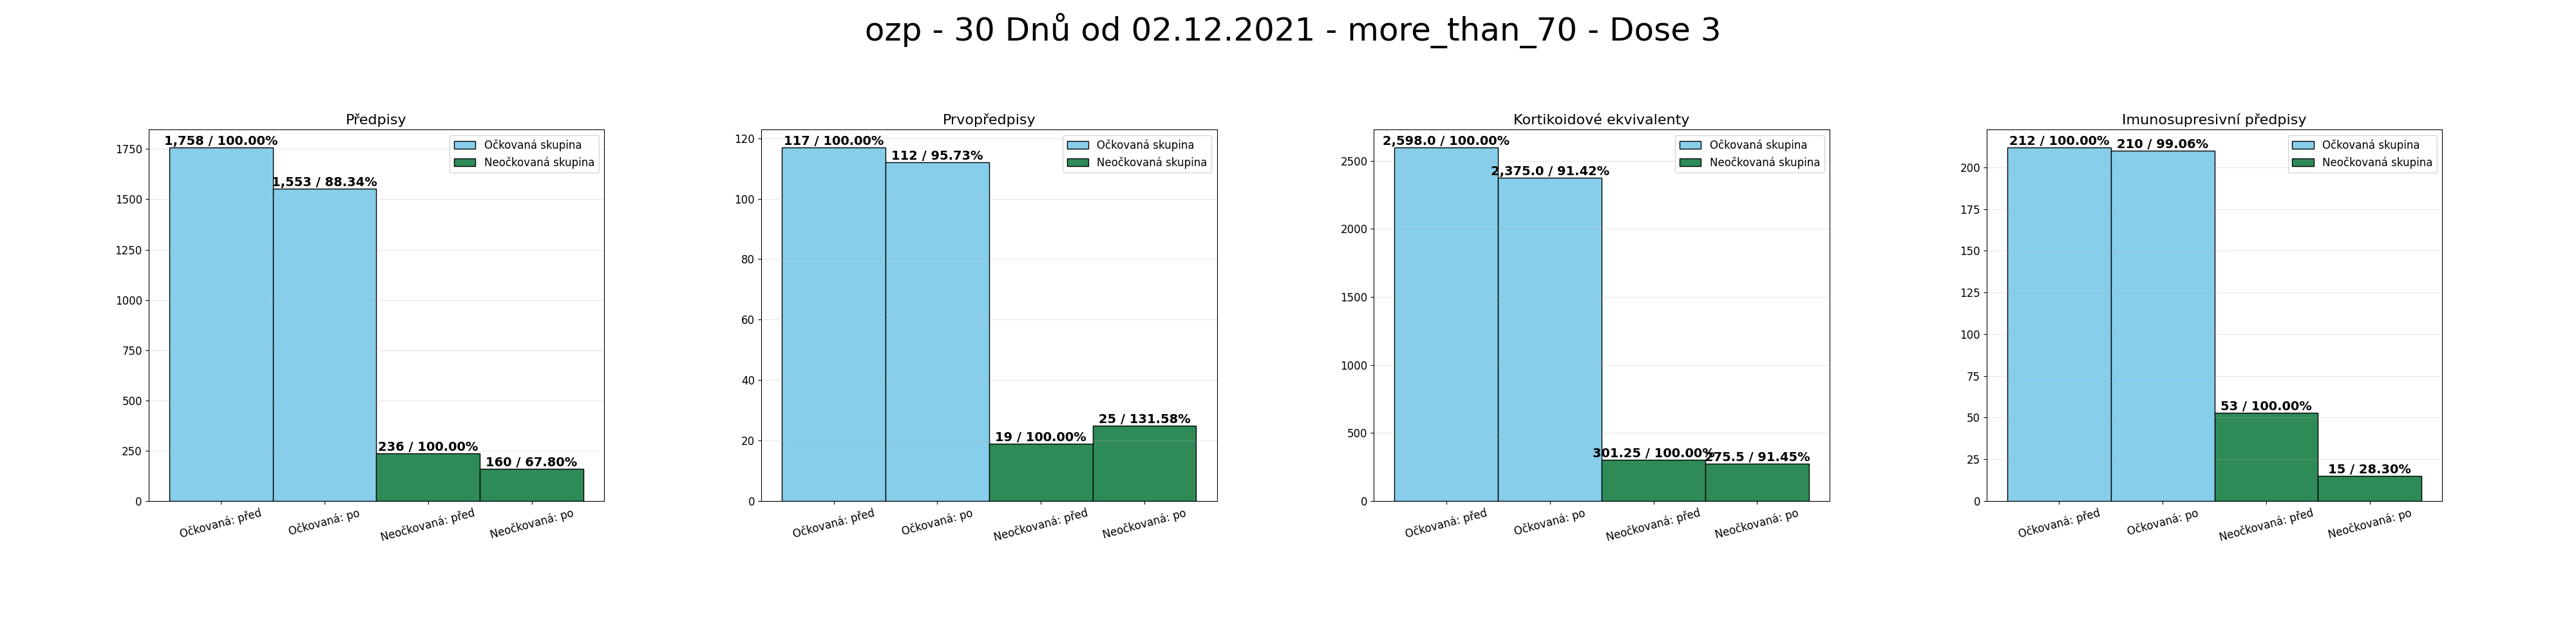 ozp - 30 Dnů od 02.12.2021 - more_than_70 - Dose 3
Předpisy
1,758 / 100.00%
1,553 / 88.34%
236 / 100.00%
160 / 67.80%
Očkovaná skupina
Neočkovaná skupina
1750
1500
1250
1000
750
500
250
0
Očkovaná: před
Očkovaná: po
Neočkovaná: před
Neočkovaná: po
Prvopředpisy
117 / 100.00%
112 / 95.73%
19 / 100.00%
25 / 131.58%
Očkovaná skupina
Neočkovaná skupina
120
100
80
60
40
20
0
Očkovaná: před
Očkovaná: po
Neočkovaná: před
Neočkovaná: po
Kortikoidové ekvivalenty
2,598.0 / 100.00%
2,375.0 / 91.42%
301.25 / 100.00%
275.5 / 91.45%
Očkovaná skupina
Neočkovaná skupina
2500
2000
1500
1000
500
0
Očkovaná: před
Očkovaná: po
Neočkovaná: před
Neočkovaná: po
Imunosupresivní předpisy
212 / 100.00%
210 / 99.06%
53 / 100.00%
15 / 28.30%
Očkovaná skupina
Neočkovaná skupina
200
175
150
125
100
75
50
25
0
Očkovaná: před
Očkovaná: po
Neočkovaná: před
Neočkovaná: po